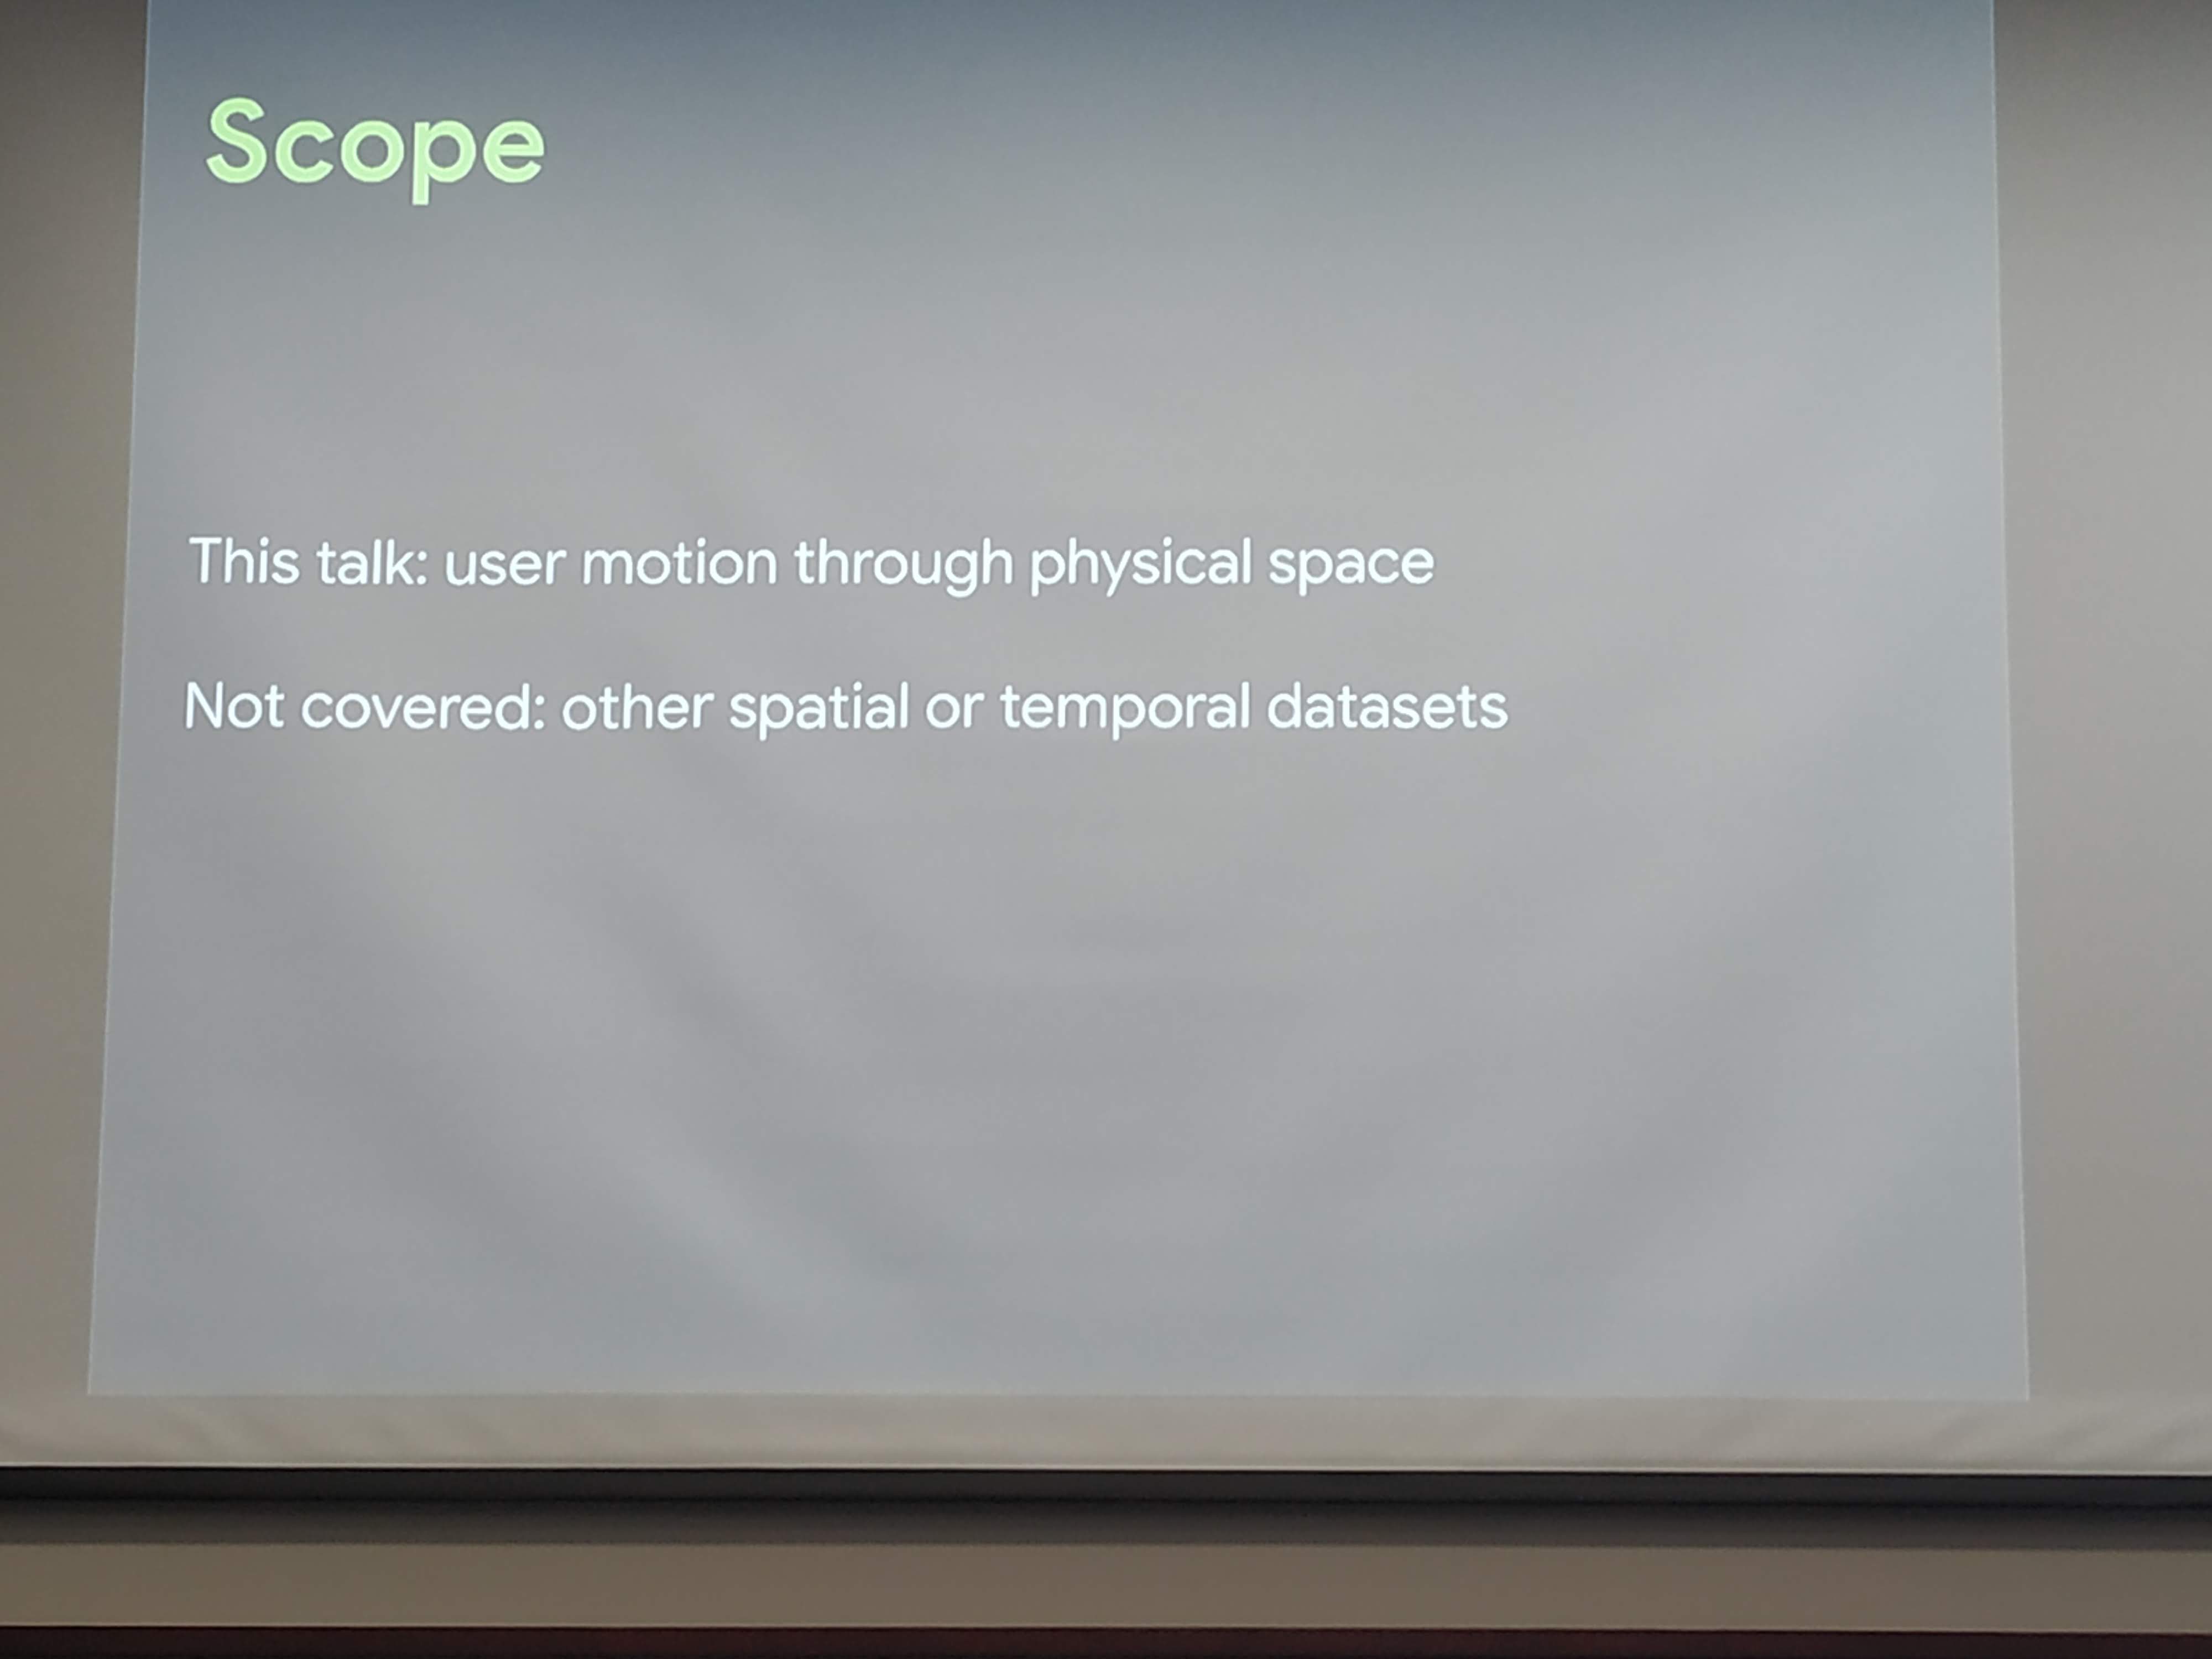 Scope
This talk: user motion through physical space
Not covered: other spatial or temporal datasets